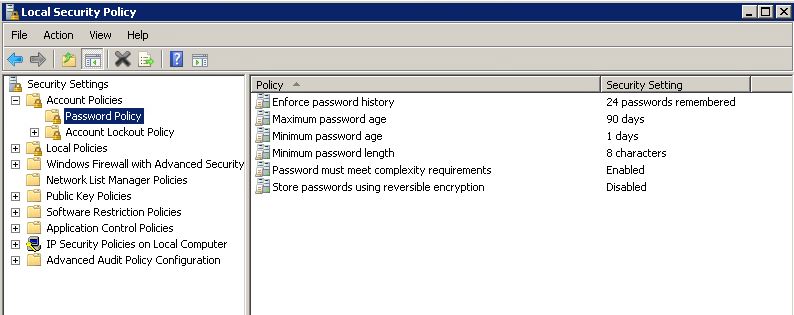 Local Security Policy
File Action View Help
Security Settings
Account Policies
Password Policy
Account Lockout Policy
Local Policies
Windows Firewall with Advanced Security
Network List Manager Policies
Public Key Policies
Software Restriction Policies
Application Control Policies
IP Security Policies on Local Computer
Advanced Audit Policy Configuration
Policy Security Setting
Enforce password history 24 passwords remembered
Maximum password age 90 days
Minimum password age 1 days
Minimum password length 8 characters
Password must meet complexity requirements Enabled
Store passwords using reversible encryption Disabled